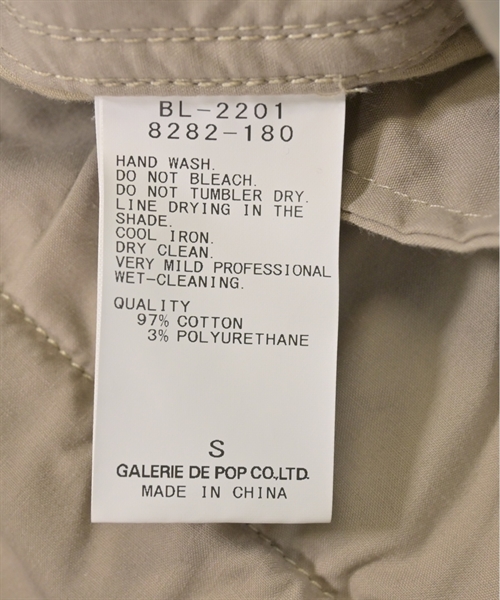 BL-2201
8282-180
HAND WASH.
DO NOT BLEACH.
DO NOT TUMBLER DRY.
LINE DRYING IN THE
SHADE.
COOL IRON.
DRY CLEAN.
VERY MILD PROFESSIONAL
WET-CLEANING.
QUALITY
97% COTTON
3% POLYURETHANE
S
GALERIE DE POP CO.,LTD.
MADE IN CHINA